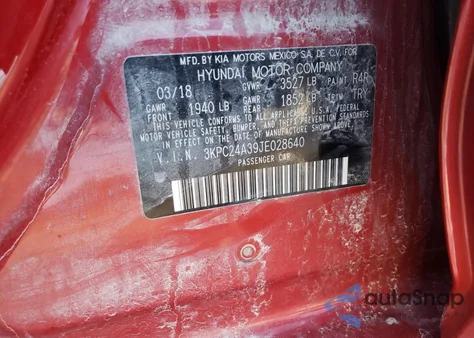 MFD. BY KIA MOTORS MEXICO S.A. DE C.V. FOR
HYUNDAI MOTOR COMPANY
03/18 GVWR 3527 LB PAINT R4R
GAWR FRONT 1940 LB GAWR REAR 1852 LB TRIM TRY
THIS VEHICLE CONFORMS TO ALL APPLICABLE U.S. FEDERAL
MOTOR VEHICLE SAFETY, BUMPER, AND THEFT
PREVENTION STANDARDS IN EFFECT ON THE
DATE OF MANUFACTURE SHOWN ABOVE.
V.I.N. 3KPC24A39JE028640
PASSENGER CAR
autoSnap